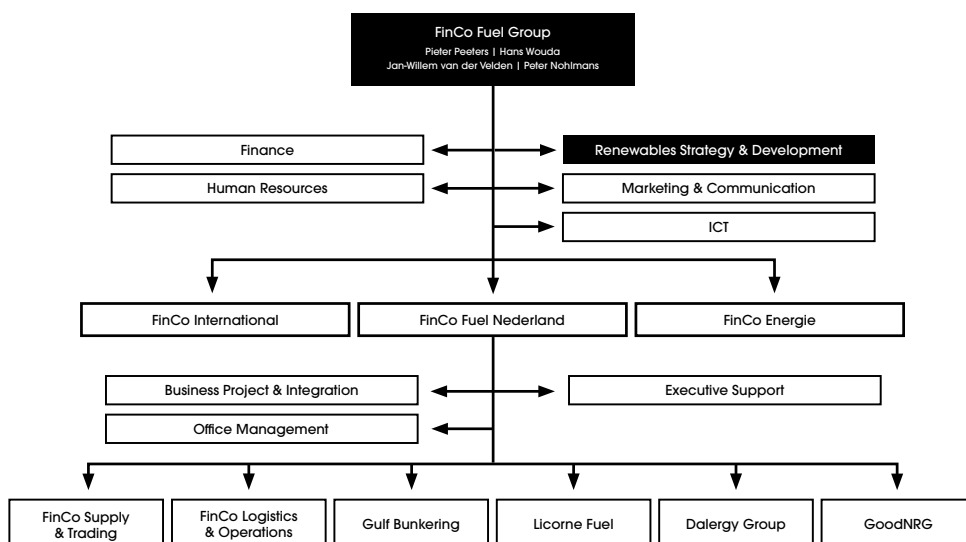 FinCo Fuel Group
Pieter Peeters | Hans Wouda
Jan-Willem van der Velden | Peter Nohlmans
Finance
Renewables Strategy & Development
Human Resources
Marketing & Communication
ICT
FinCo International
FinCo Fuel Nederland
FinCo Energie
Business Project & Integration
Executive Support
Office Management
FinCo Supply
& Trading
FinCo Logistics
& Operations
Gulf Bunkering
Licorne Fuel
Dalergy Group
GoodNRG